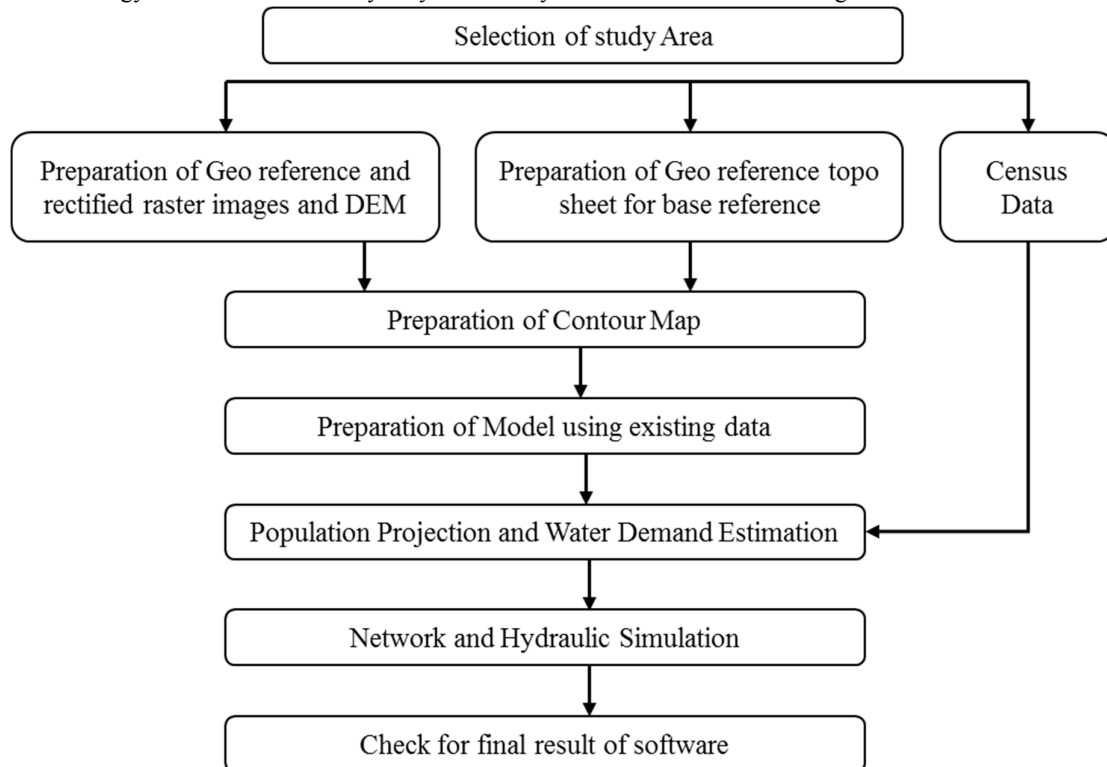 Selection of study Area
Preparation of Geo reference and
rectified raster images and DEM
Preparation of Geo reference topo
sheet for base reference
Census
Data
Preparation of Contour Map
Preparation of Model using existing data
Population Projection and Water Demand Estimation
Network and Hydraulic Simulation
Check for final result of software